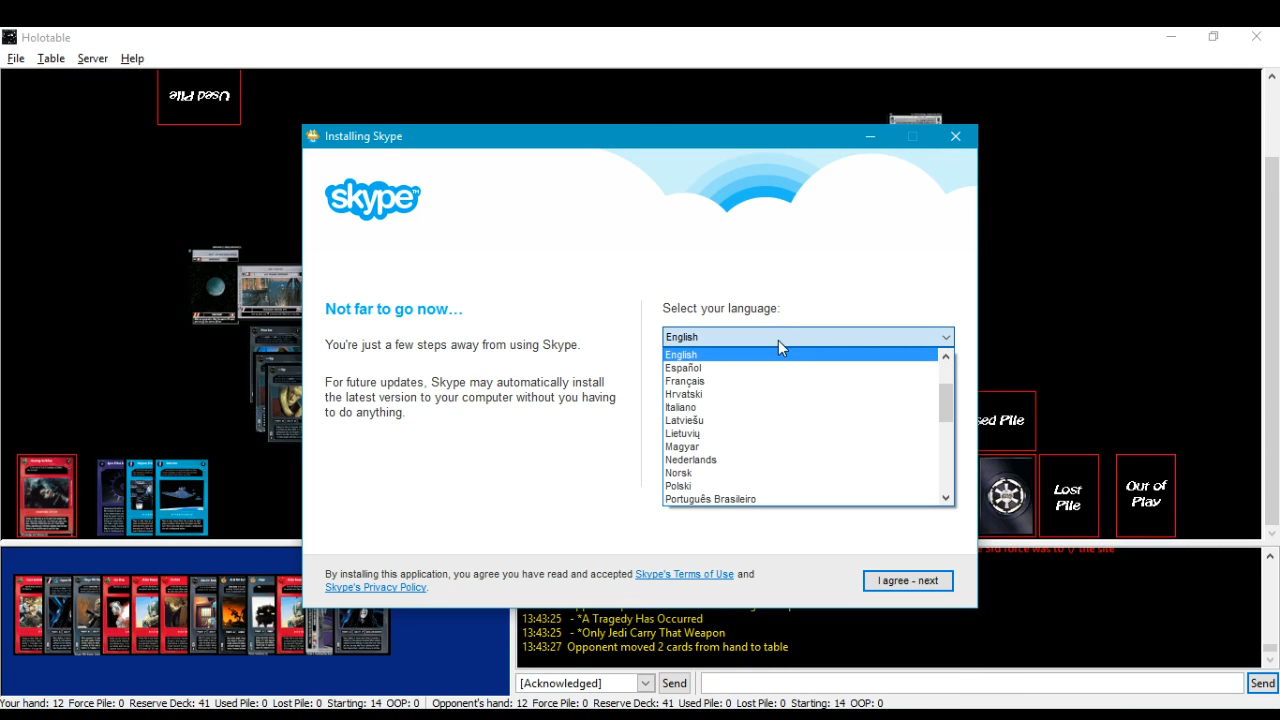 Holotable
File Table Server Help
Used Pile
Installing Skype
skype™
Not far to go now...
You're just a few steps away from using Skype.
For future updates, Skype may automatically install
the latest version to your computer without you having
to do anything.
Select your language:
English
English
Español
Français
Hrvatski
Italiano
Latviešu
Lietuvių
Magyar
Nederlands
Norsk
Polski
Português Brasileiro
By installing this application, you agree you have read and accepted Skype's Terms of Use and
Skype's Privacy Policy.
I agree - next
sed Pile
Lost
Pile
Out of
Play
13:43:25 - *A Tragedy Has Occurred
13:43:25 - *Only Jedi Carry That Weapon
13:43:27 Opponent moved 2 cards from hand to table
[Acknowledged] Send Send
Your hand: 12 Force Pile: 0 Reserve Deck: 41 Used Pile: 0 Lost Pile: 0 Starting: 14 OOP: 0 Opponent's hand: 12 Force Pile: 0 Reserve Deck: 41 Used Pile: 0 Lost Pile: 0 Starting: 14 OOP: 0